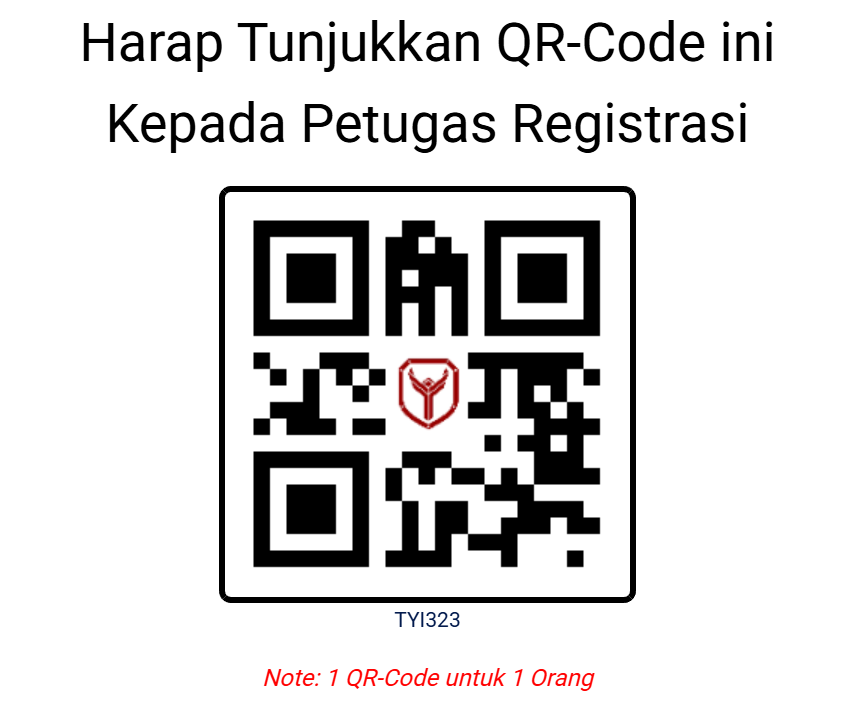 Harap Tunjukkan QR-Code ini
Kepada Petugas Registrasi
TYI323
Note: 1 QR-Code untuk 1 Orang